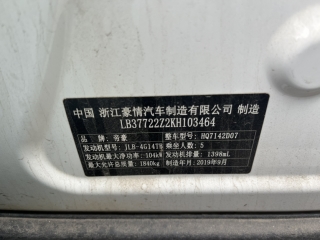 中国 浙江豪情汽车制造有限公司 制造
LB37722Z2KH103464
品牌：帝豪 整车型号：HQ7142D07
发动机型号：JLB-4G14TB 乘坐人数：5
发动机最大净功率：104kW 发动机排量：1398mL
最大允许总质量：1840kg 制造年月：2019年9月